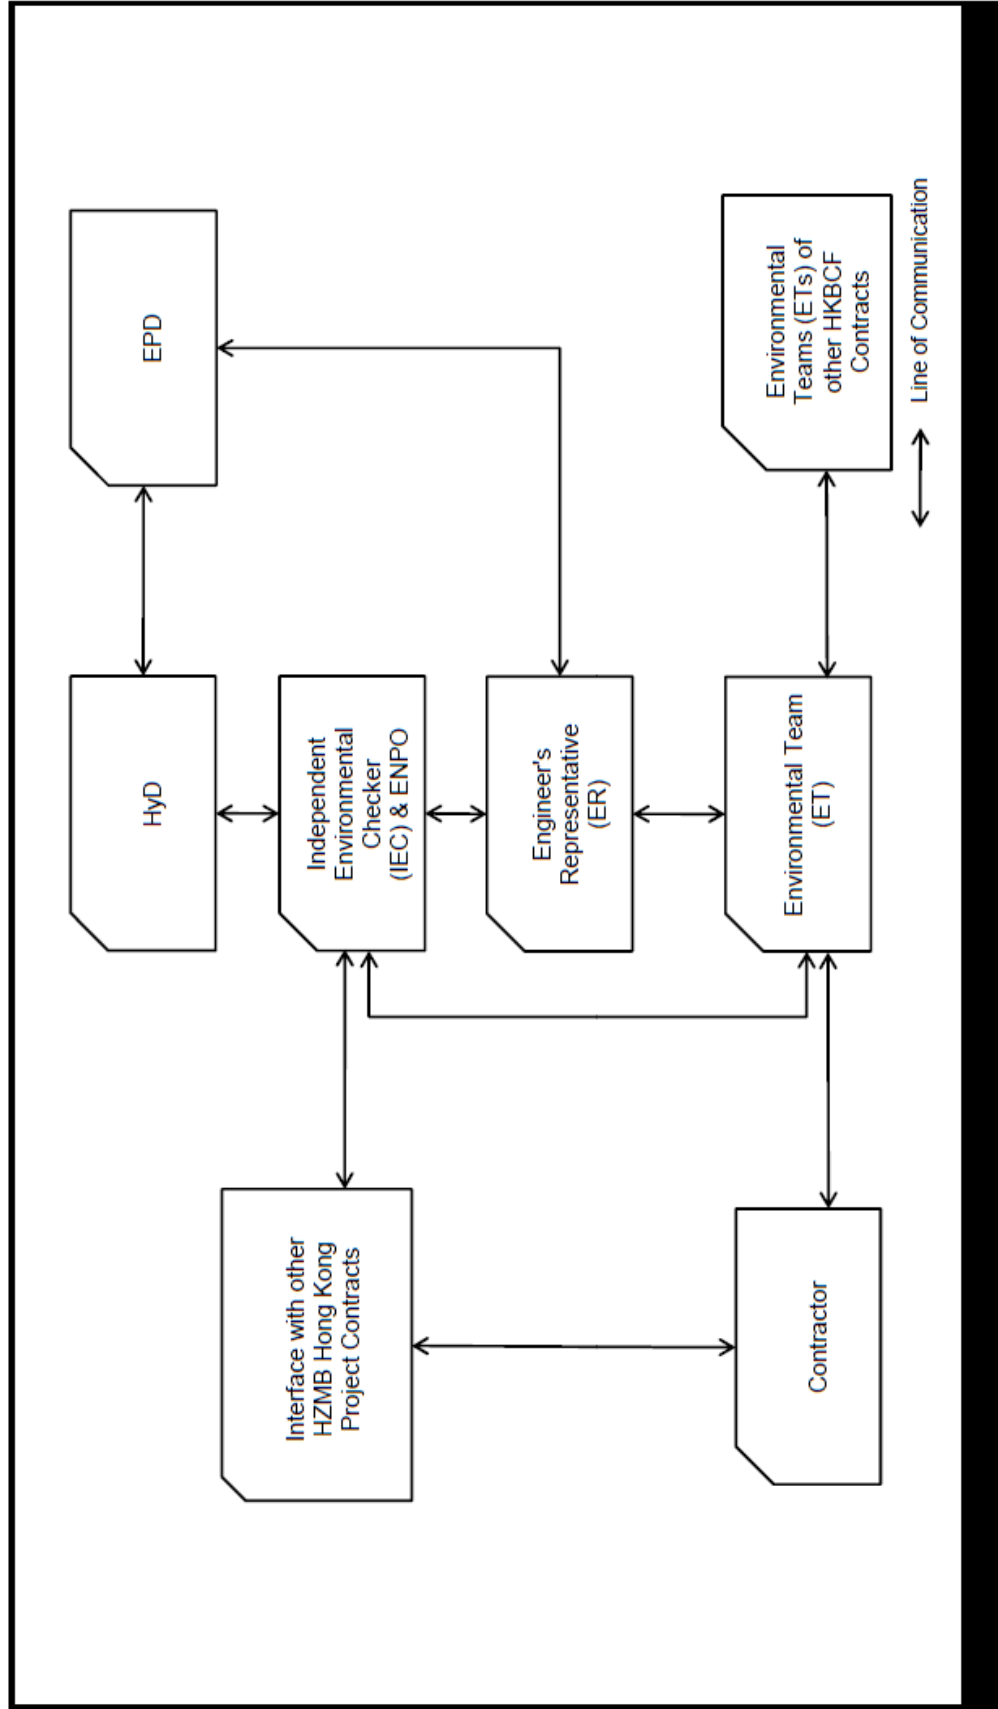 HyD
EPD
Independent
Environmental
Checker
(IEC) & ENPO
Interface with other
HZMB Hong Kong
Project Contracts
Engineer's
Representative
(ER)
Contractor
Environmental Team
(ET)
Environmental
Teams (ETs) of
other HKBCF
Contracts
Line of Communication